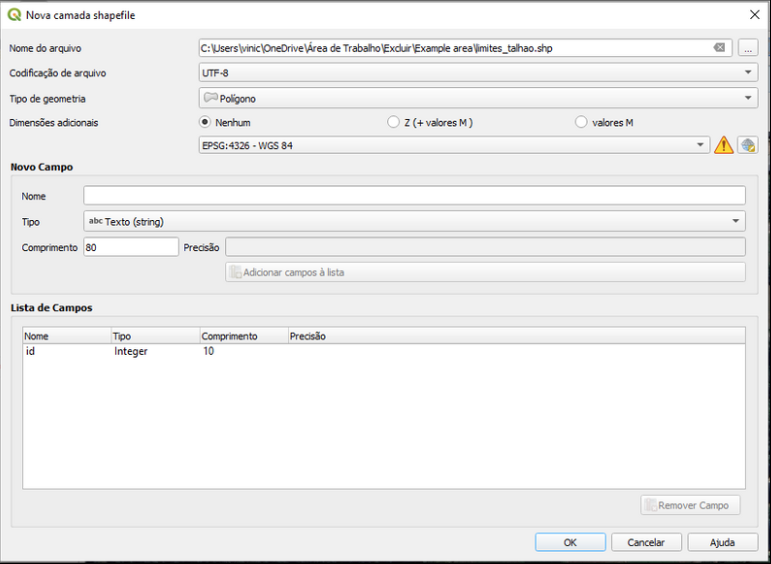 Nova camada shapefile
Nome do arquivo C:\Users\vinic\OneDrive\Área de Trabalho\Excluir\Example area\limites_talhao.shp ...
Codificação de arquivo UTF-8
Tipo de geometria Polígono
Dimensões adicionais Nenhum Z (+ valores M ) valores M
EPSG:4326 - WGS 84
Novo Campo
Nome
Tipo abc Texto (string)
Comprimento 80 Precisão
Adicionar campos à lista
Lista de Campos
Nome Tipo Comprimento Precisão
id Integer 10
Remover Campo
OK Cancelar Ajuda